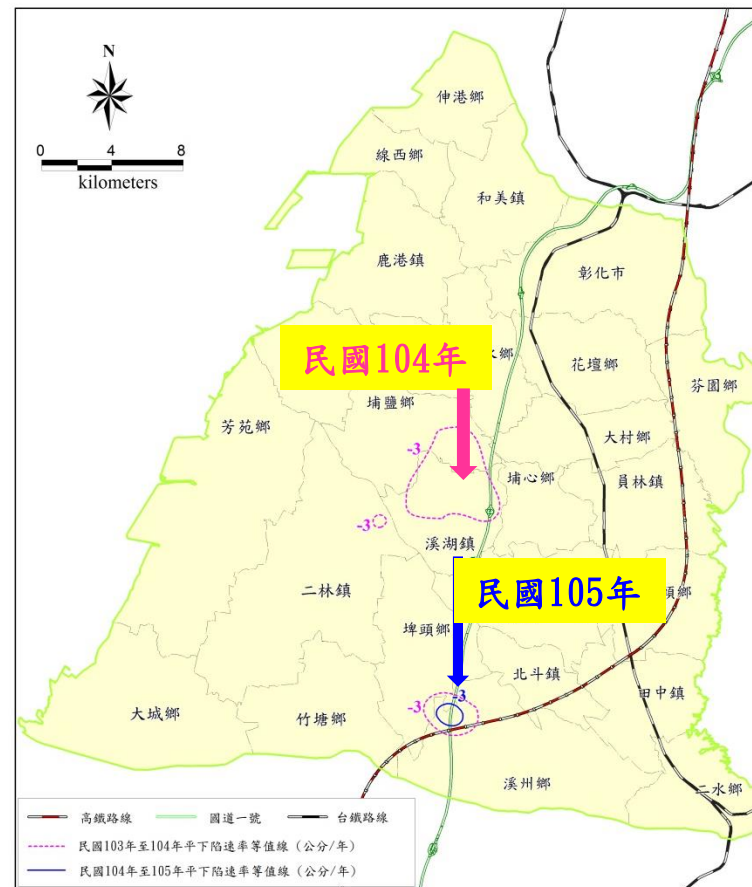 N
0 4 8
kilometers
伸港鄉
線西鄉
和美鎮
鹿港鎮
彰化市
民國104年
水鄉
花壇鄉
芬園鄉
埔鹽鄉
芳苑鄉
大村鄉
-3
埔心鄉
員林鎮
-3
溪湖鎮
二林鎮
民國105年
頭鄉
埤頭鄉
北斗鎮
田中鎮
-3
-3
大城鄉
竹塘鄉
溪州鄉
二水鄉
高鐵路線 國道一號 台鐵路線
民國103年至104年平下陷速率等值線（公分/年）
民國104年至105年平下陷速率等值線（公分/年）